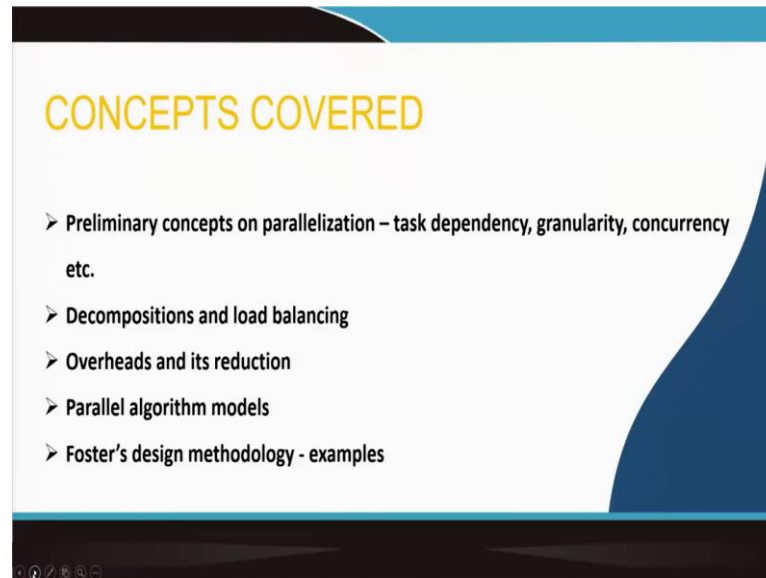 CONCEPTS COVERED
➢ Preliminary concepts on parallelization – task dependency, granularity, concurrency
etc.
➢ Decompositions and load balancing
➢ Overheads and its reduction
➢ Parallel algorithm models
➢ Foster's design methodology - examples